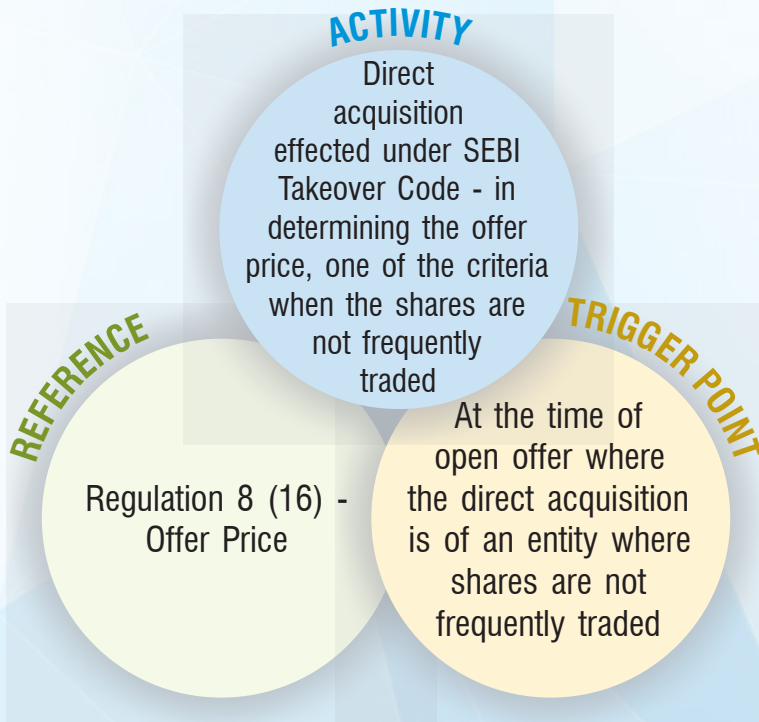 ACTIVITY
Direct
acquisition
effected under SEBI
Takeover Code - in
determining the offer
price, one of the criteria
when the shares are
not frequently
traded
REFERENCE
Regulation 8 (16) -
Offer Price
TRIGGER POINT
At the time of
open offer where
the direct acquisition
is of an entity where
shares are not
frequently traded